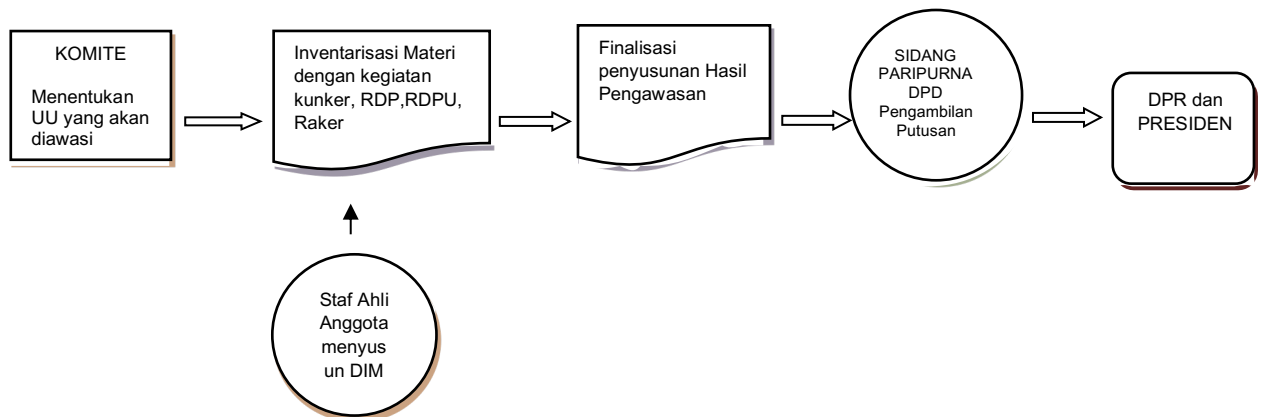 KOMITE
Menentukan
UU yang akan
diawasi
Inventarisasi Materi
dengan kegiatan
kunker, RDP,RDPU,
Raker
Finalisasi
penyusunan Hasil
Pengawasan
SIDANG
PARIPURNA
DPD
Pengambilan
Putusan
DPR dan
PRESIDEN
Staf Ahli
Anggota
menyus
un DIM